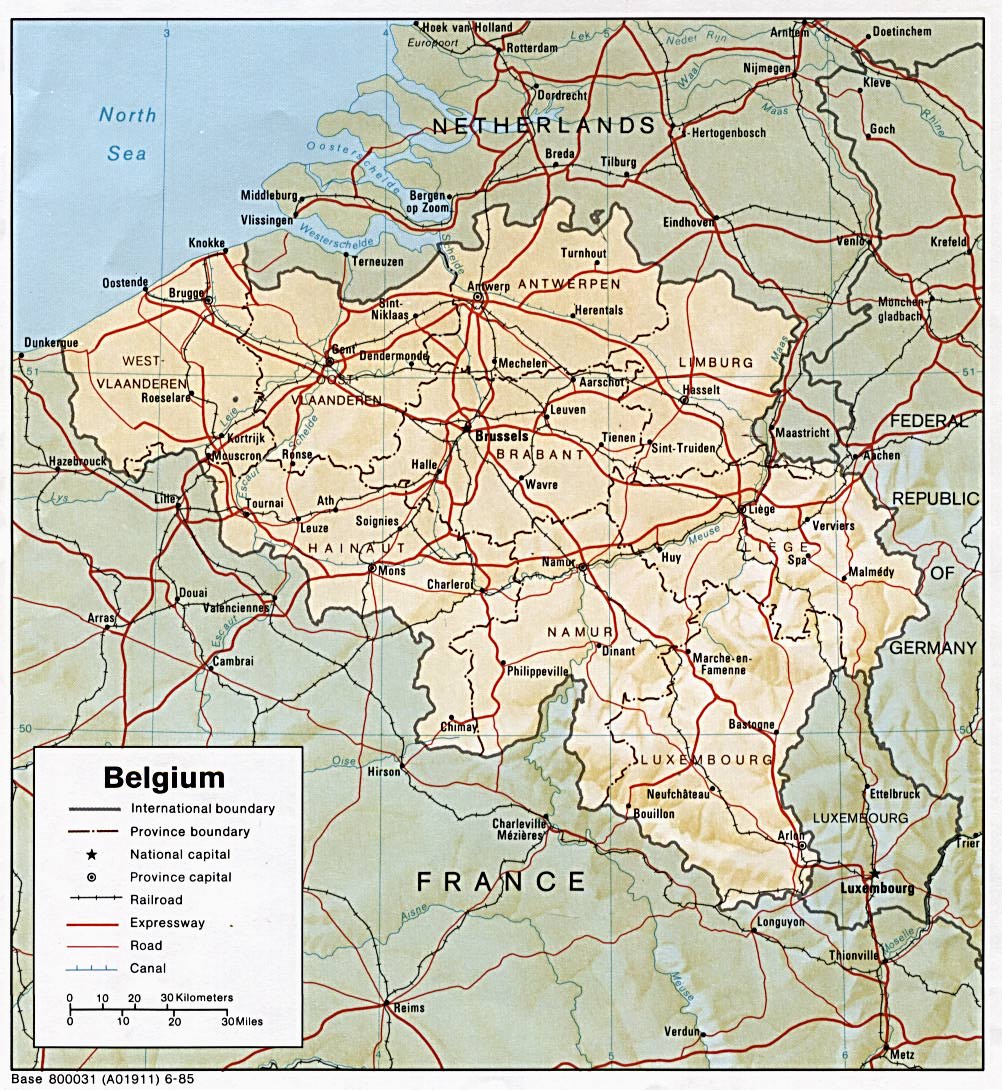 Hoek van Holland
Europoort
Rotterdam
Lek
5
Neder Rijn
Arnhem
Doetinchem
3
4
Nijmegen
Waal
Kleve
Dordrecht
Maas
Rhine
North
Sea
NETHERLANDS
's-Hertogenbosch
Goch
Oosterschelde
Breda
Tilburg
Middelburg
Bergen
op Zoom
Vlissingen
Eindhoven
Westerschelde
Schelde
Venlo
Krefeld
Knokke
Terneuzen
Turnhout
Oostende
Brugge
Antwerp
ANTWERPEN
München-
gladbach
Sint-
Niklaas
Herentals
Dunkerque
Gent
Dendermonde
Mechelen
Maas
51
WEST-
VLAANDEREN
OOST-
VLAANDEREN
Aarschot
LIMBURG
51
Roeselare
Hasselt
Leie
Leuven
FEDERAL
Kortrijk
Schelde
Brussels
Tienen
Sint-Truiden
Maastricht
Mouscron
Ronse
BRABANT
Aachen
Hazebrouck
Halle
Escaut
Wavre
Lys
Lille
Tournai
Ath
REPUBLIC
Leuze
Soignies
Liège
Verviers
HAINAUT
Meuse
LIÈGE
Mons
Namur
Huy
Spa
Malmédy
OF
Charleroi
Douai
Valenciennes
Arras
Escaut
NAMUR
GERMANY
Cambrai
Dinant
Marche-en-
Famenne
Philippeville
Chimay
Bastogne
50
50
LUXEMBOURG
Oise
Hirson
Neufchâteau
Ettelbruck
Bouillon
LUXEMBOURG
Charleville
Mézières
Arlon
Trier
FRANCE
Luxembourg
Aisne
Longuyon
Moselle
Thionville
Meuse
Reims
Verdun
6
Metz
Belgium
International boundary
Province boundary
National capital
Province capital
Railroad
Expressway
Road
Canal
0 10 20 30 Kilometers
0 10 20 30 Miles
Base 800031 (A01911) 6-85